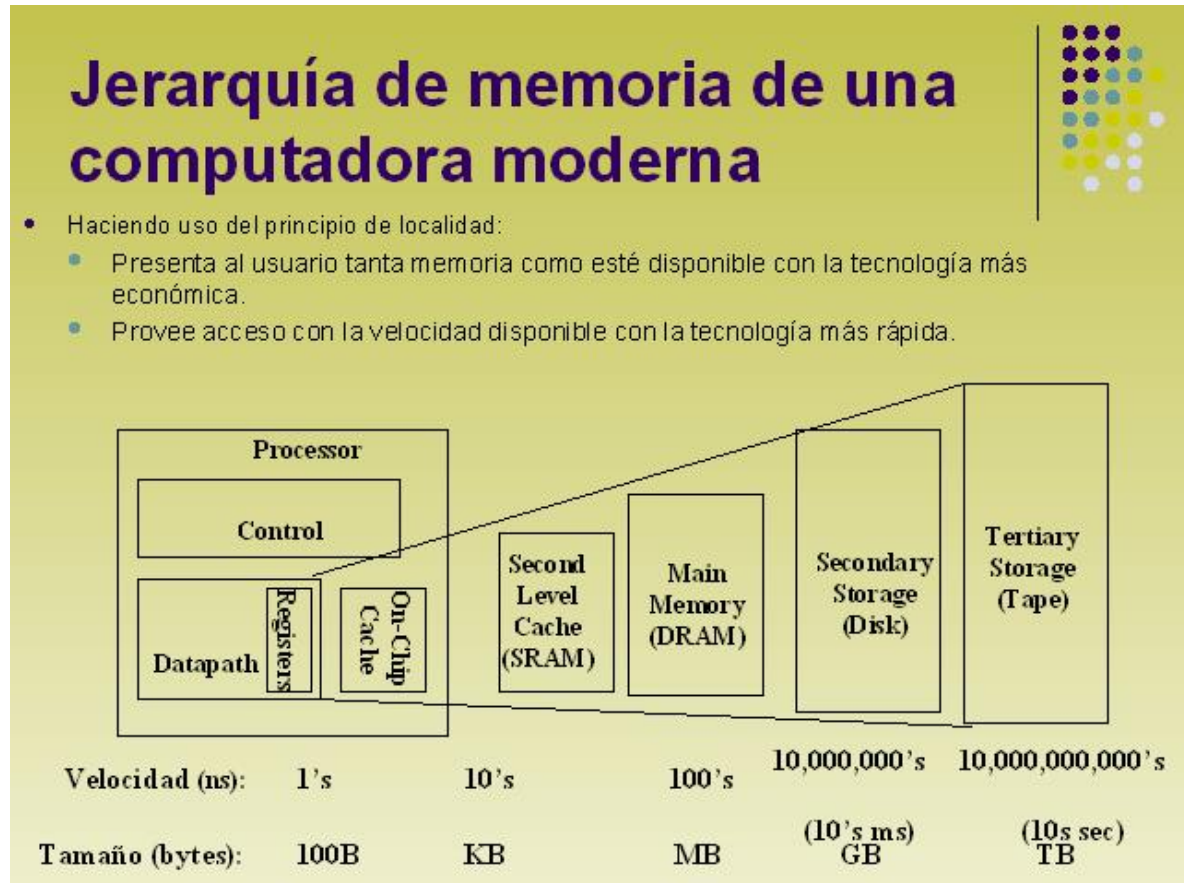 Jerarquía de memoria de una
computadora moderna
Haciendo uso del principio de localidad:
Presenta al usuario tanta memoria como esté disponible con la tecnología más
económica.
Provee acceso con la velocidad disponible con la tecnología más rápida.
Processor
Control
Datapath
Registers
On-Chip
Cache
Second
Level
Cache
(SRAM)
Main
Memory
(DRAM)
Secondary
Storage
(Disk)
Tertiary
Storage
(Tape)
Velocidad (ns): 1's 10's 100's 10,000,000's 10,000,000,000's
(10's ms) (10s sec)
Tamaño (bytes): 100B KB MB GB TB